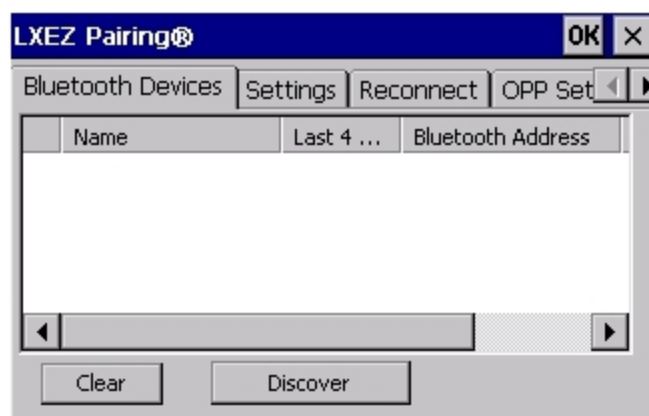 LXEZ Pairing® OK ×
Bluetooth Devices Settings Reconnect OPP Set
Name Last 4 ... Bluetooth Address
Clear Discover